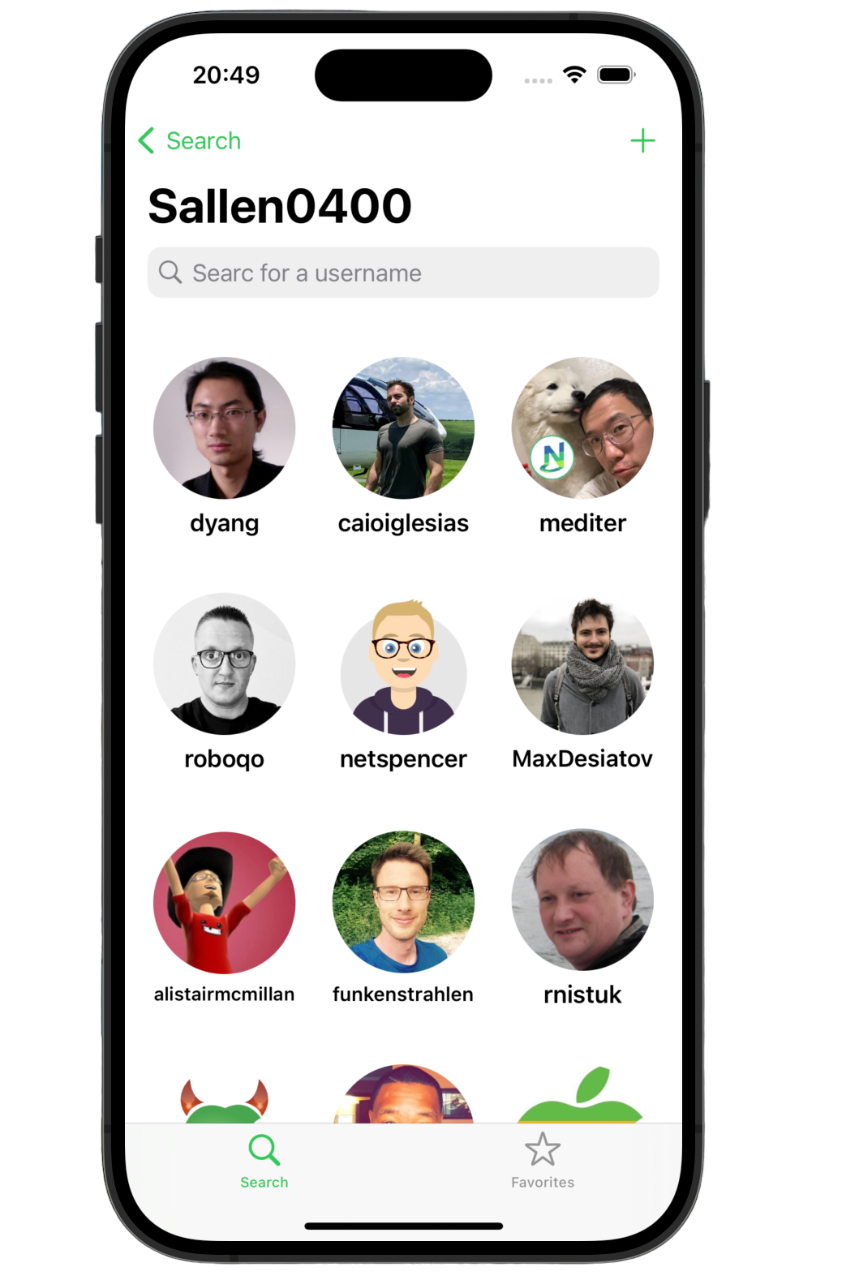 20:49
Search
Sallen0400
Searc for a username
N
dyang
caioiglesias
mediter
roboqo
netspencer
MaxDesiatov
alistairmcmillan
funkenstrahlen
rnistuk
Search
Favorites